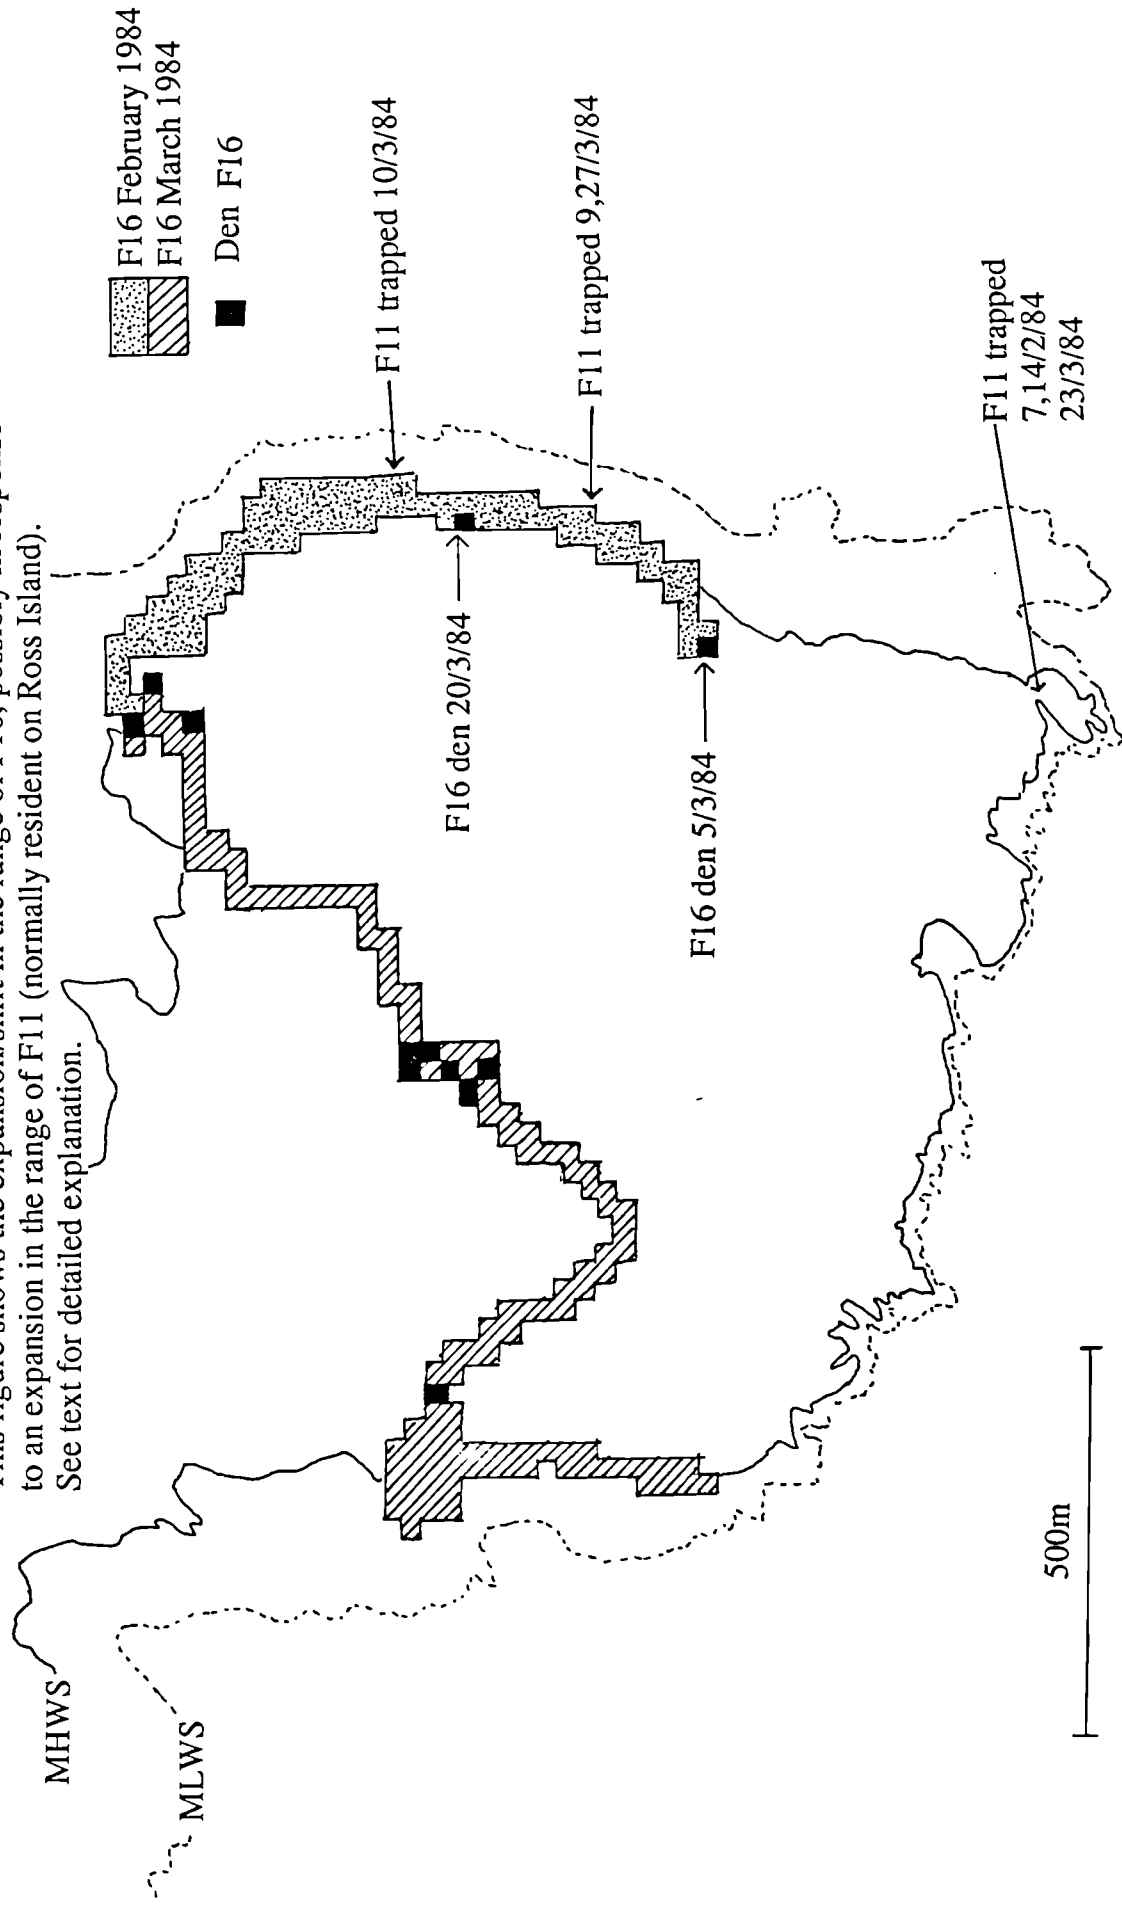 to an expansion in the range of F11 (normally resident on Ross Island).
See text for detailed explanation.
F16 February 1984
F16 March 1984
Den F16
F11 trapped 10/3/84
F11 trapped 9,27/3/84
F11 trapped
7,14/2/84
23/3/84
F16 den 20/3/84
F16 den 5/3/84
MHWS
MLWS
500m